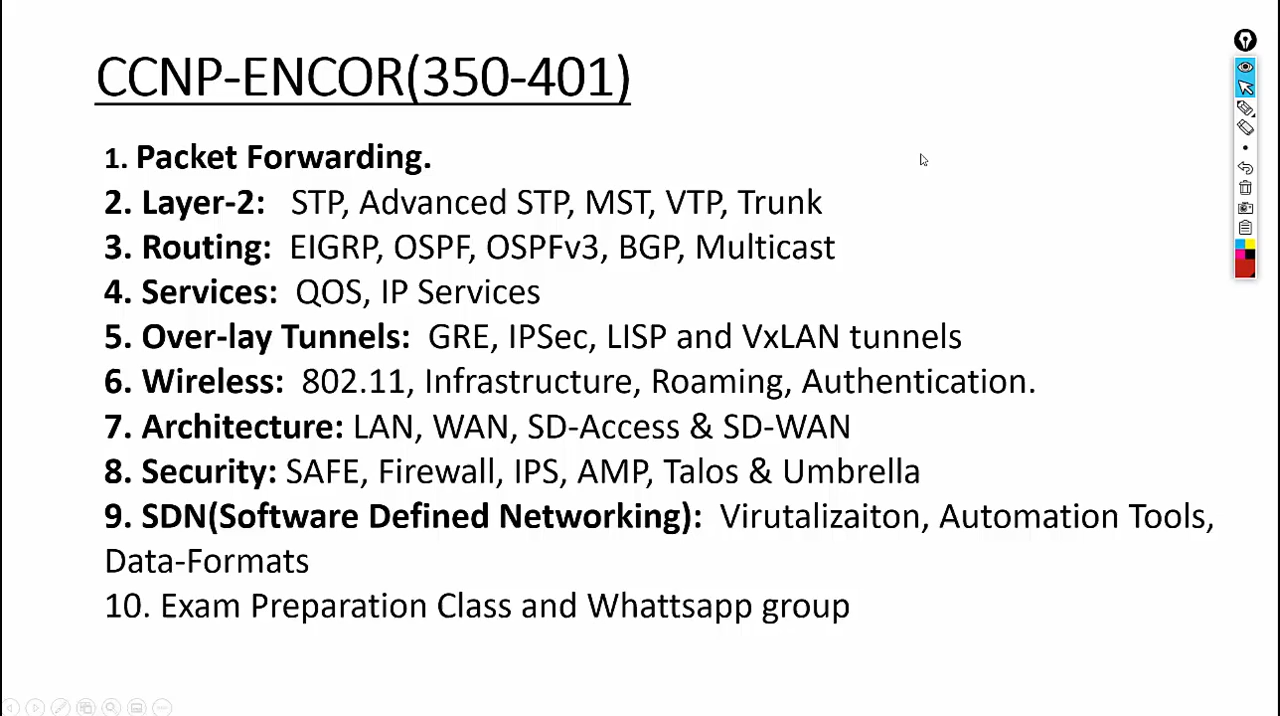 CCNP-ENCOR(350-401)
1. Packet Forwarding.
2. Layer-2: STP, Advanced STP, MST, VTP, Trunk
3. Routing: EIGRP, OSPF, OSPFv3, BGP, Multicast
4. Services: QOS, IP Services
5. Over-lay Tunnels: GRE, IPSec, LISP and VxLAN tunnels
6. Wireless: 802.11, Infrastructure, Roaming, Authentication.
7. Architecture: LAN, WAN, SD-Access & SD-WAN
8. Security: SAFE, Firewall, IPS, AMP, Talos & Umbrella
9. SDN(Software Defined Networking): Virutalizaiton, Automation Tools,
Data-Formats
10. Exam Preparation Class and Whattsapp group